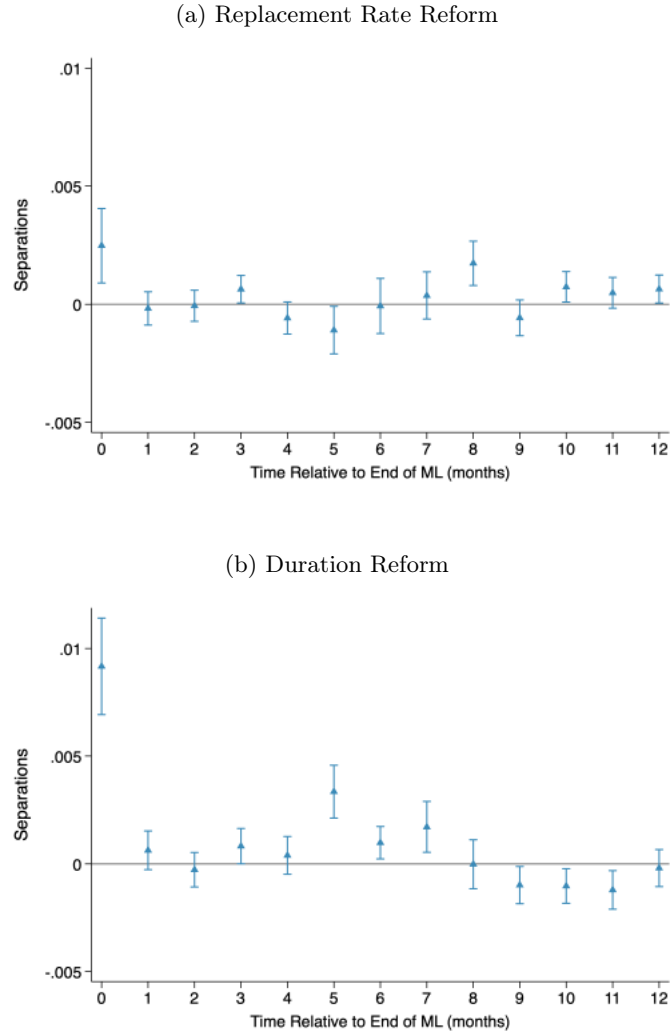 (a) Replacement Rate Reform
.01
.005
0
-.005
Separations
0 1 2 3 4 5 6 7 8 9 10 11 12
Time Relative to End of ML (months)
(b) Duration Reform
.01
.005
0
-.005
Separations
0 1 2 3 4 5 6 7 8 9 10 11 12
Time Relative to End of ML (months)